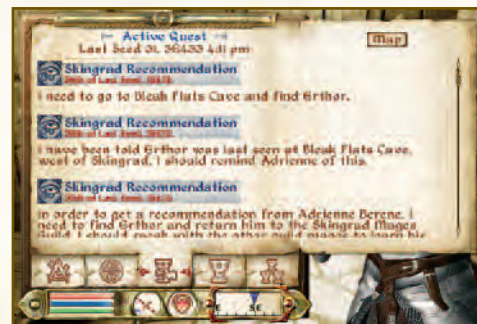 Active Quest
Last Seed 31, 3E433 4:11 pm
Map
Skingrad Recommendation
I need to go to Bleak Flats Cave and find Erthor.
Skingrad Recommendation
I have been told Erthor was last seen at Bleak Flats Cave,
west of Skingrad. I should remind Adrienne of this.
Skingrad Recommendation
In order to get a recommendation from Adrienne Berene, I
need to find Erthor and return him to the Skingrad Mages
Guild. I should speak with the other guild mages to learn his